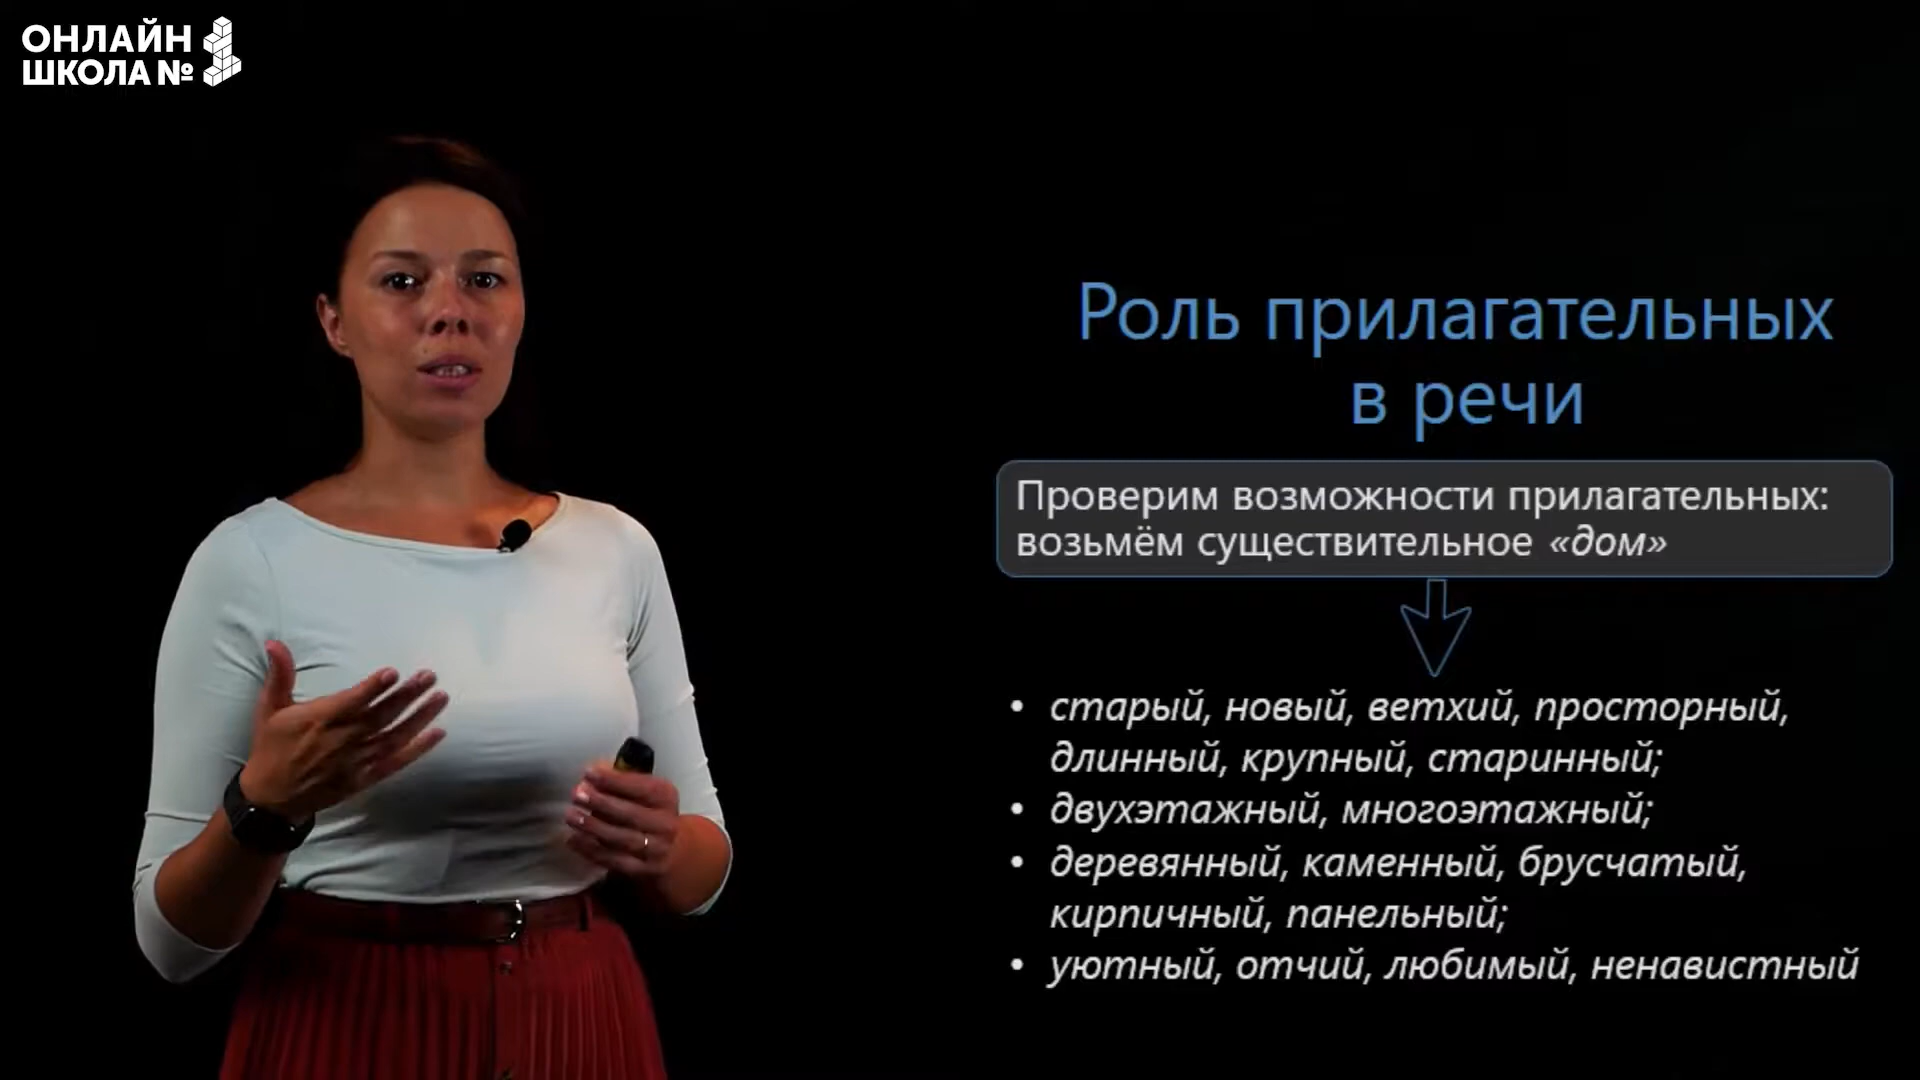 ОНЛАЙН
ШКОЛА №
Роль прилагательных
в речи
Проверим возможности прилагательных:
возьмём существительное «дом»
• старый, новый, ветхий, просторный,
длинный, крупный, старинный;
• двухэтажный, многоэтажный;
• деревянный, каменный, брусчатый,
кирпичный, панельный;
• уютный, отчий, любимый, ненавистный